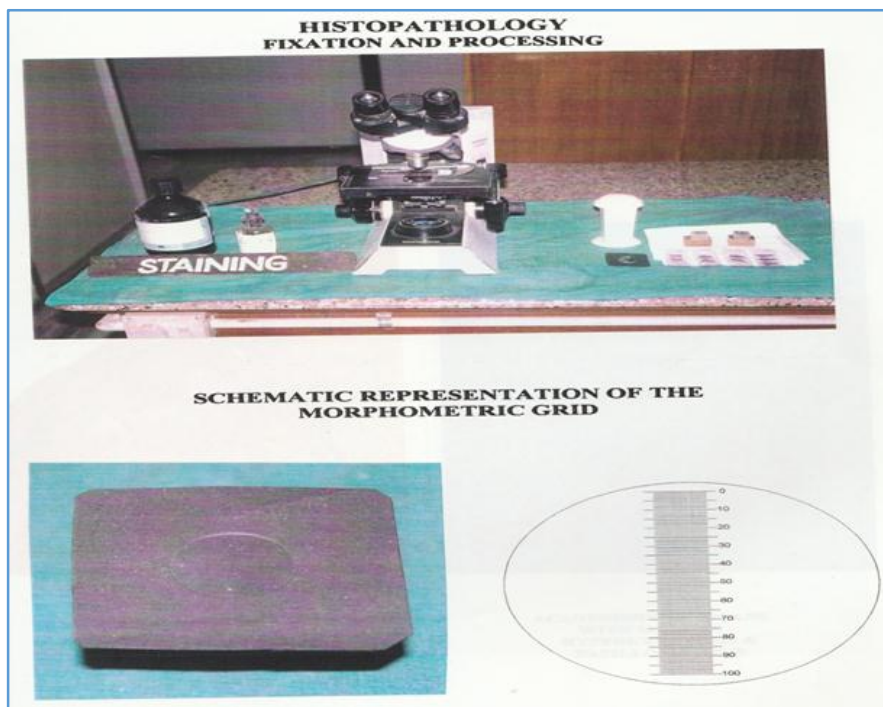 HISTOPATHOLOGY
FIXATION AND PROCESSING
STAINING
SCHEMATIC REPRESENTATION OF THE
MORPHOMETRIC GRID
0
10
20
30
40
50
60
70
80
90
100